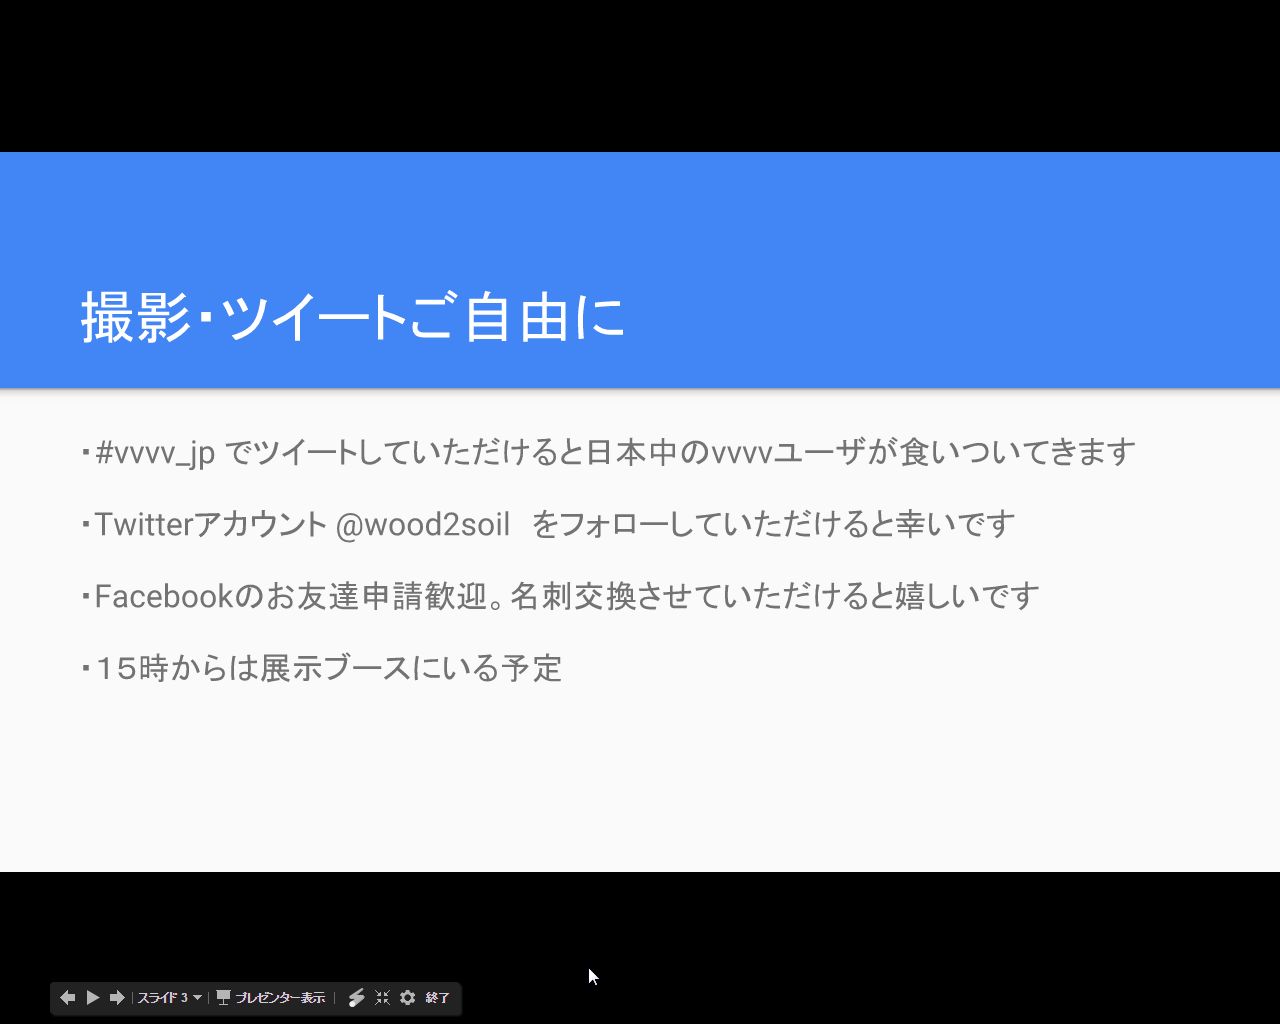 撮影・ツイートご自由に
・#vvvv_jp でツイートしていただけると日本中のvvvvユーザが食いついてきます
・Twitterアカウント @wood2soil　をフォローしていただけると幸いです
・Facebookのお友達申請歓迎。名刺交換させていただけると嬉しいです
・１５時からは展示ブースにいる予定
スライド 3 プレゼンター表示 終了